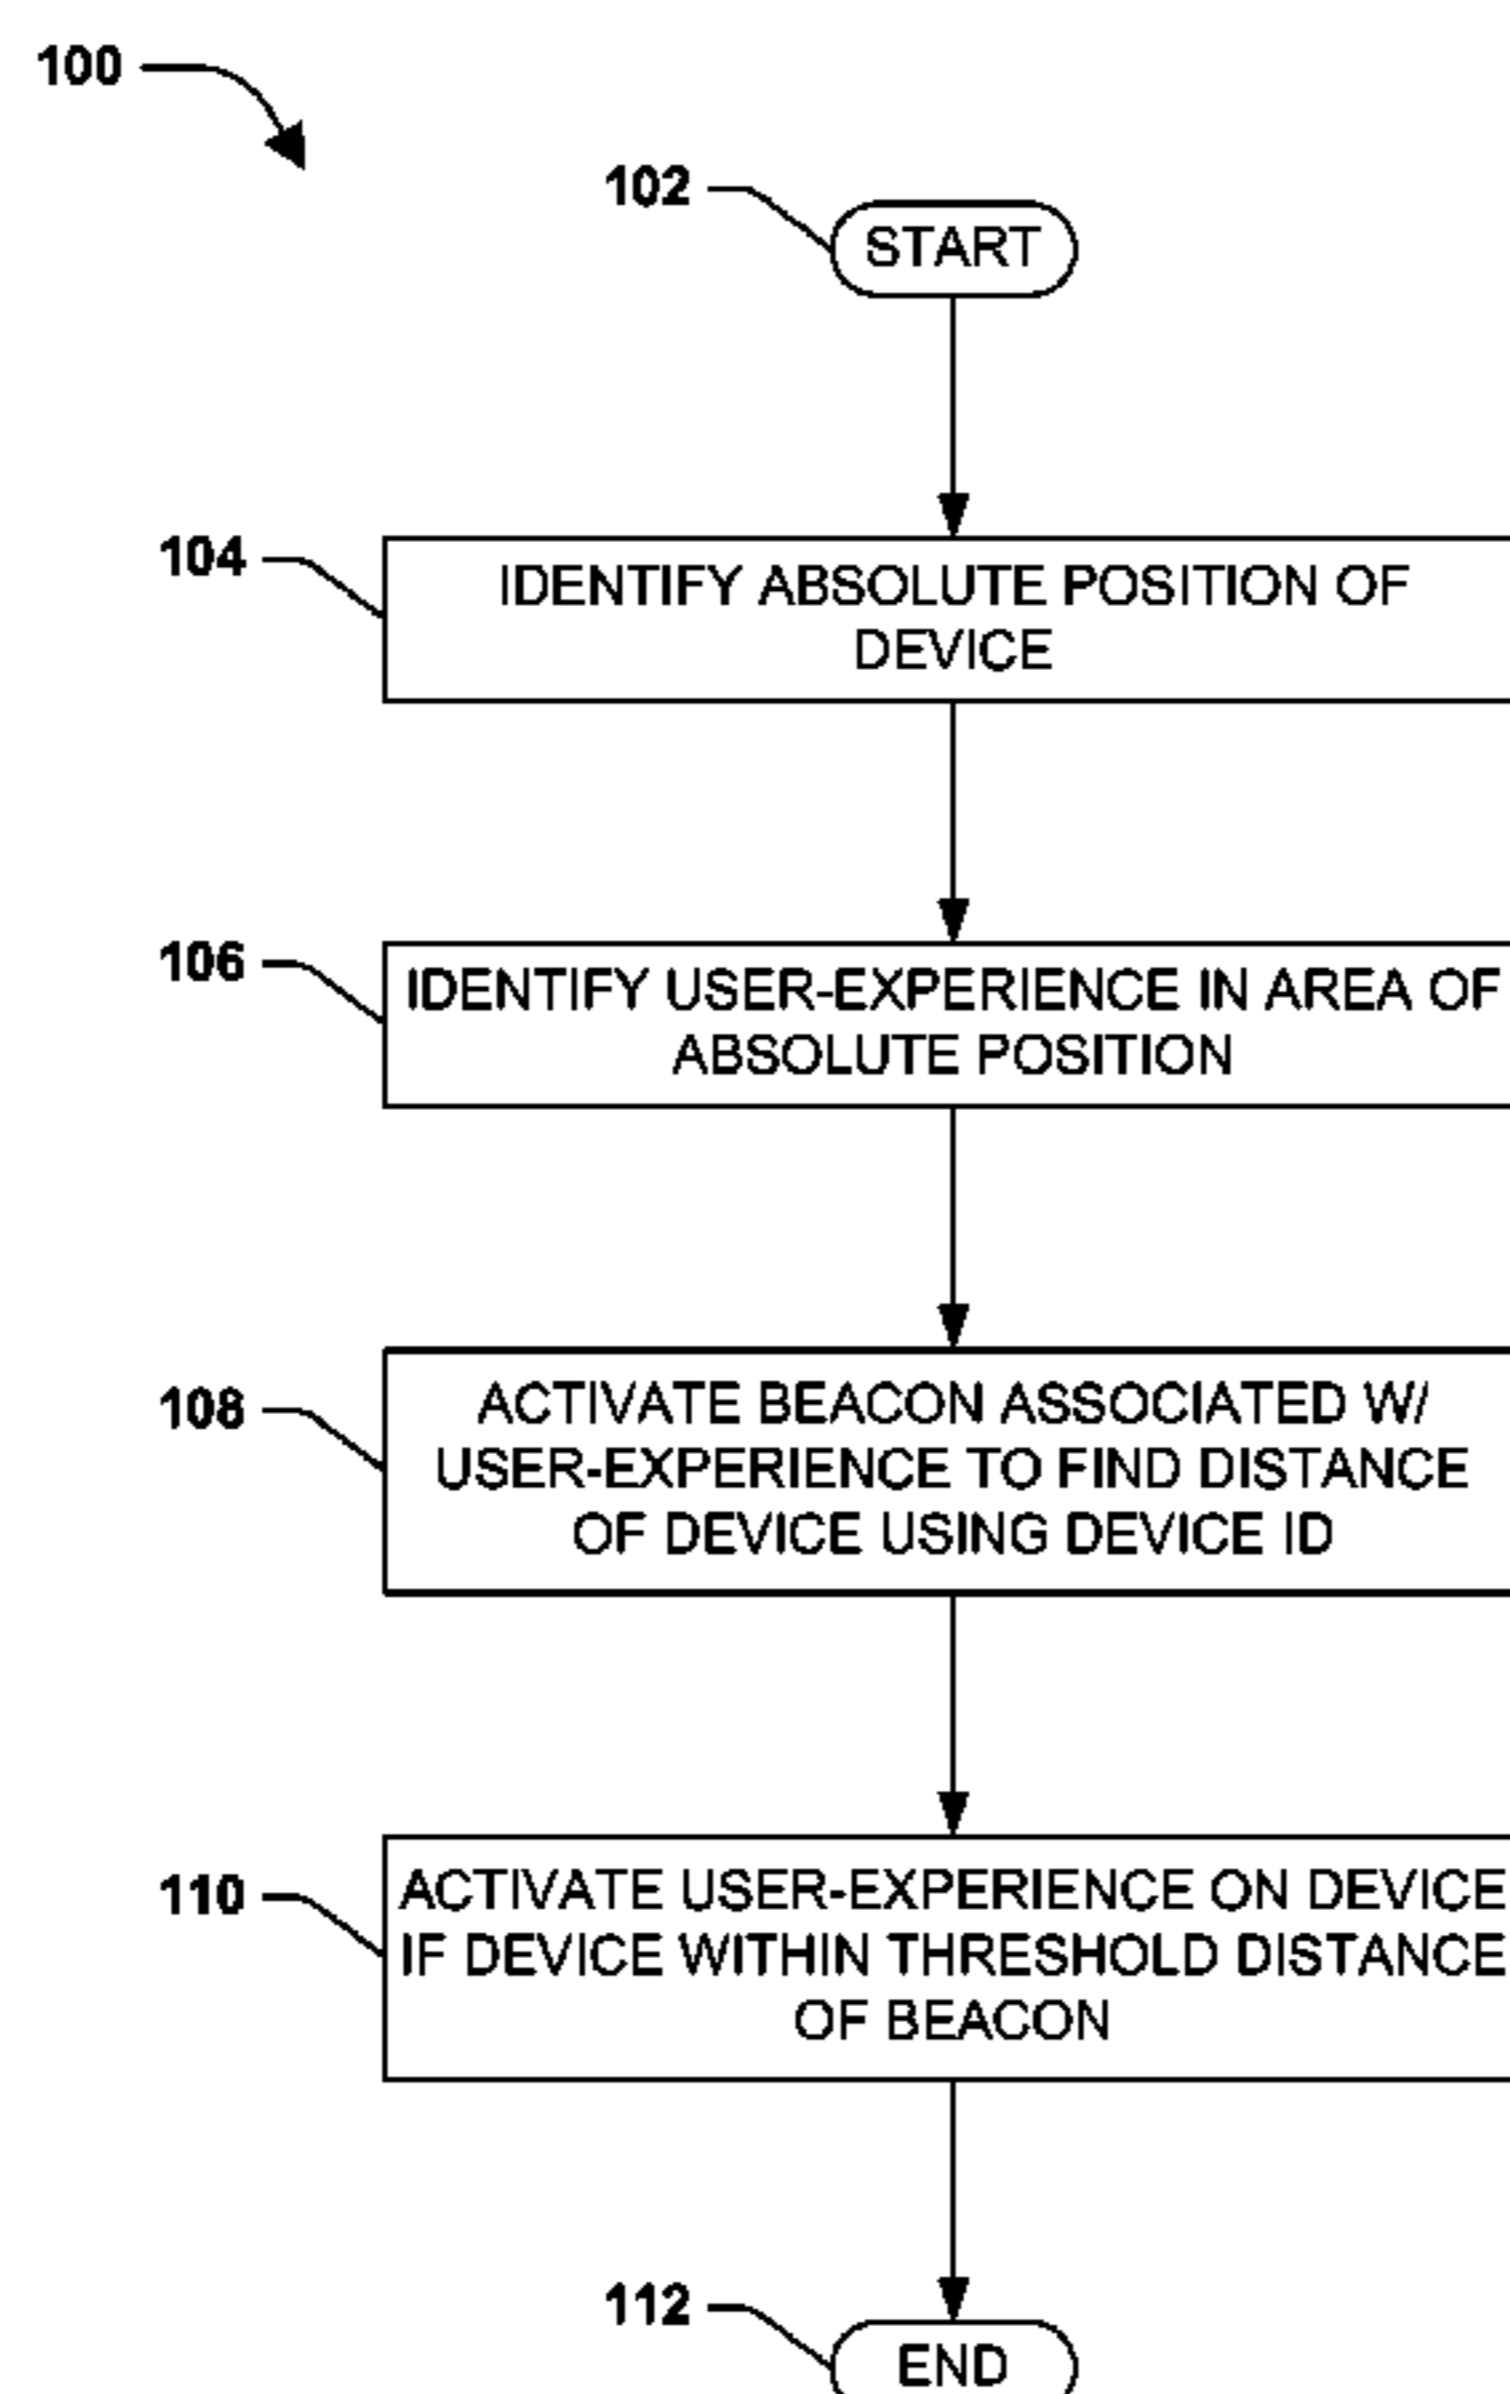 100
102
START
104
IDENTIFY ABSOLUTE POSITION OF
DEVICE
106
IDENTIFY USER-EXPERIENCE IN AREA OF
ABSOLUTE POSITION
108
ACTIVATE BEACON ASSOCIATED W/
USER-EXPERIENCE TO FIND DISTANCE
OF DEVICE USING DEVICE ID
110
ACTIVATE USER-EXPERIENCE ON DEVICE
IF DEVICE WITHIN THRESHOLD DISTANCE
OF BEACON
112
END